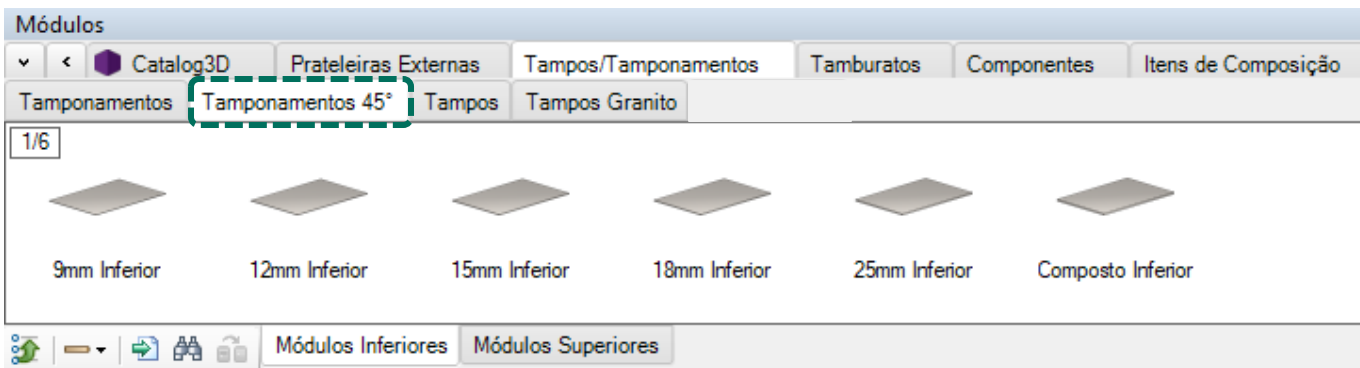 Módulos
Catalog3D Prateleiras Externas Tampos/Tamponamentos Tamburatos Componentes Itens de Composição
Tamponamentos Tamponamentos 45° Tampos Tampos Granito
1/6
9mm Inferior 12mm Inferior 15mm Inferior 18mm Inferior 25mm Inferior Composto Inferior
Módulos Inferiores Módulos Superiores